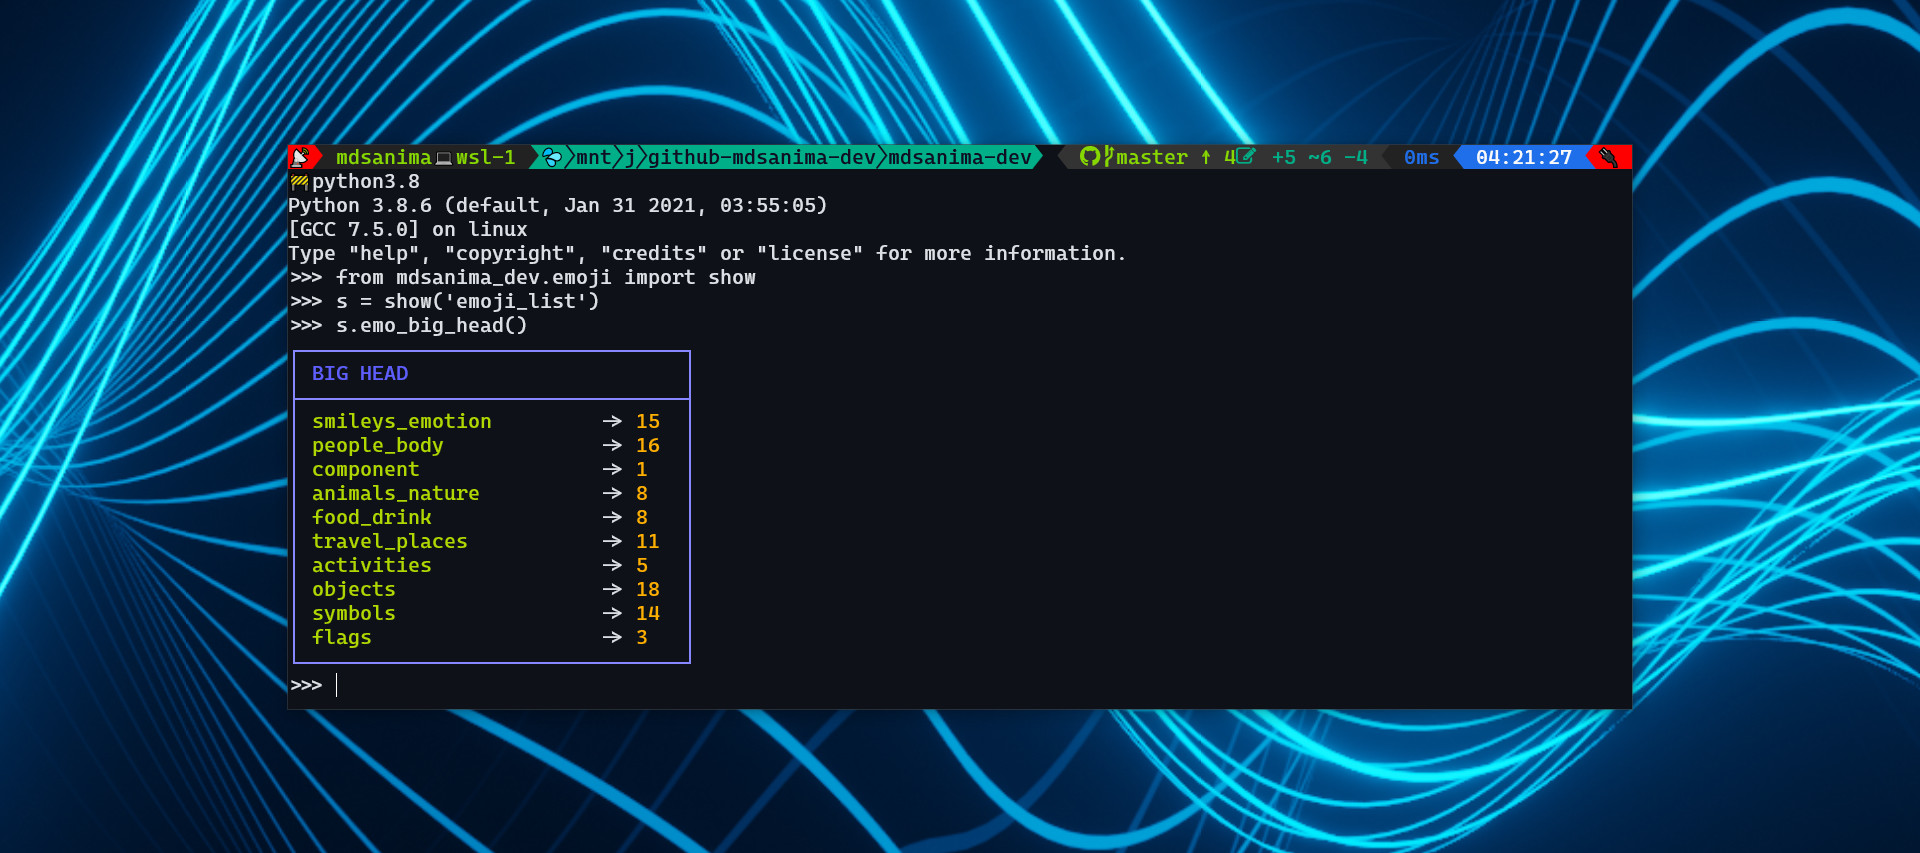 mdsanima💻wsl-1 mnt j github-mdsanima-dev mdsanima-dev master ↑ 4 +5 ~6 -4 0ms 04:21:27
🚧python3.8
Python 3.8.6 (default, Jan 31 2021, 03:55:05)
[GCC 7.5.0] on linux
Type "help", "copyright", "credits" or "license" for more information.
>>> from mdsanima_dev.emoji import show
>>> s = show('emoji_list')
>>> s.emo_big_head()
BIG HEAD
smileys_emotion → 15
people_body → 16
component → 1
animals_nature → 8
food_drink → 8
travel_places → 11
activities → 5
objects → 18
symbols → 14
flags → 3
>>>